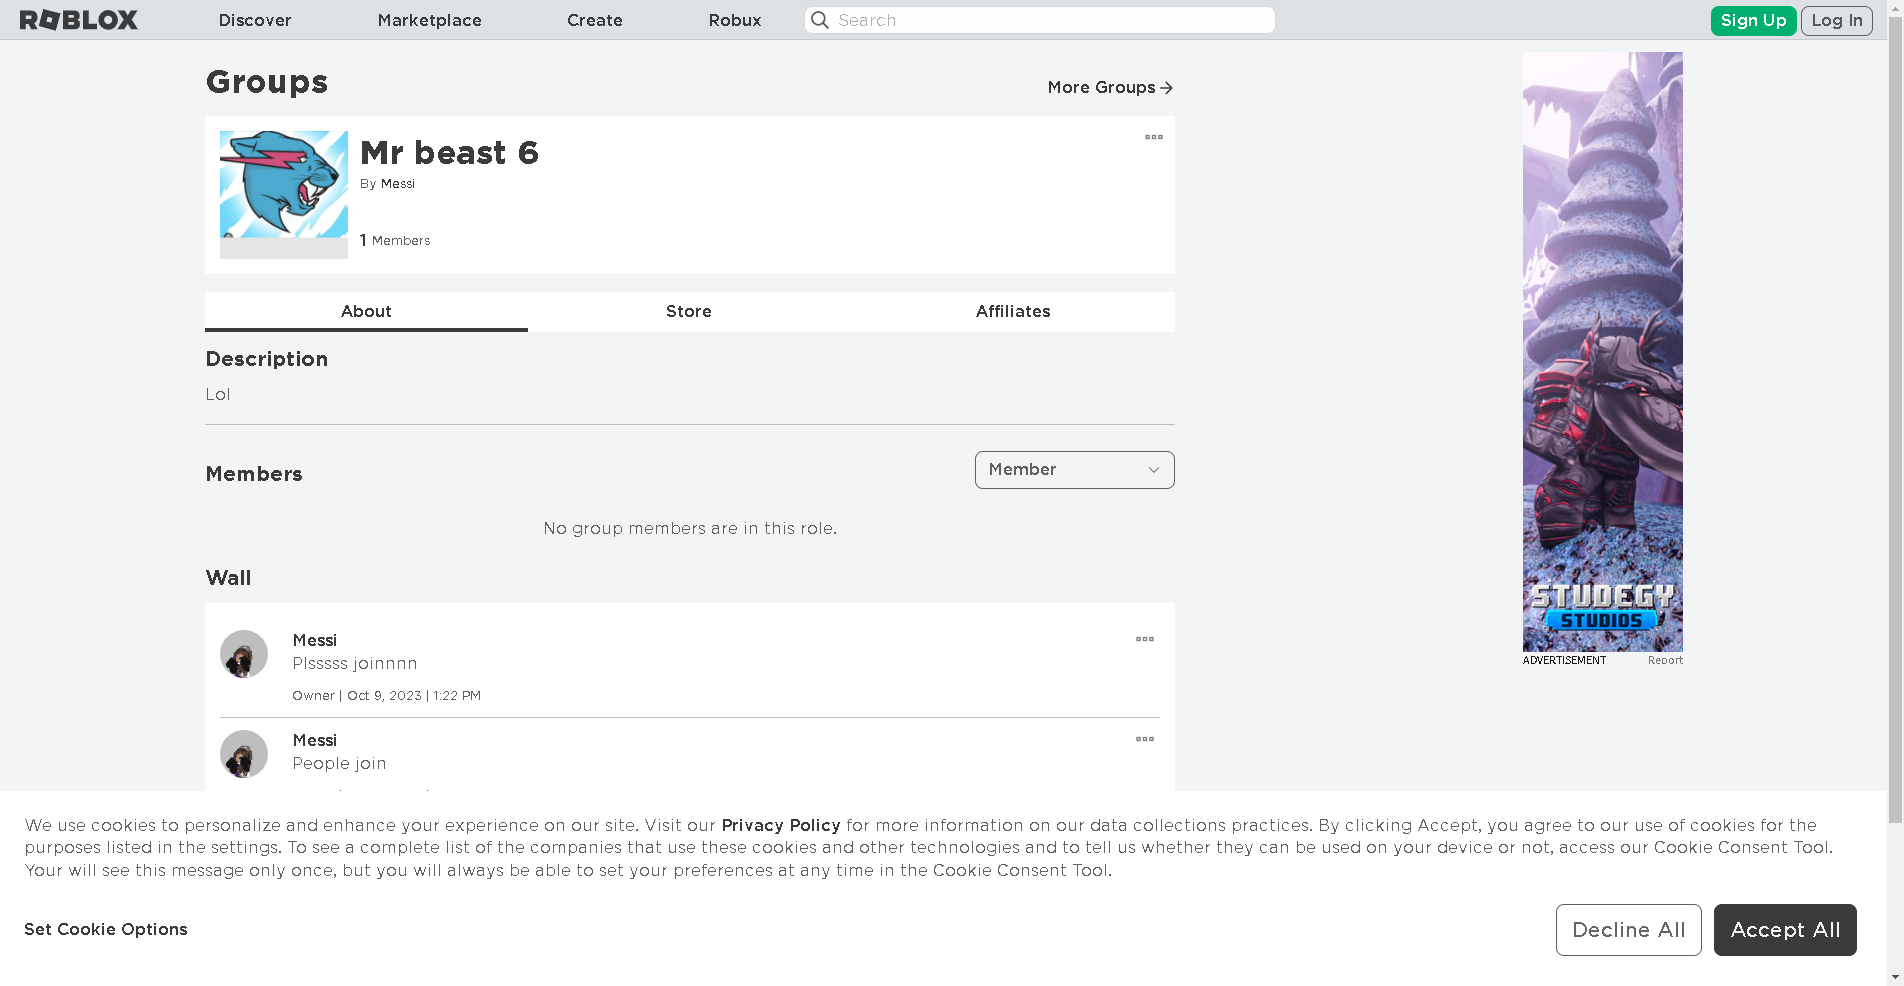 ROBLOX Discover Marketplace Create Robux Search Sign Up Log In
Groups
More Groups
Mr beast 6
By Messi
1 Members
About Store Affiliates
Description
Lol
Members
Member
No group members are in this role.
Wall
Messi
Plsssss joinnnn
Owner | Oct 9, 2023 | 1:22 PM
Messi
People join
STUDEGY
STUDIOS
ADVERTISEMENT Report
We use cookies to personalize and enhance your experience on our site. Visit our Privacy Policy for more information on our data collections practices. By clicking Accept, you agree to our use of cookies for the
purposes listed in the settings. To see a complete list of the companies that use these cookies and other technologies and to tell us whether they can be used on your device or not, access our Cookie Consent Tool.
Your will see this message only once, but you will always be able to set your preferences at any time in the Cookie Consent Tool.
Set Cookie Options
Decline All
Accept All